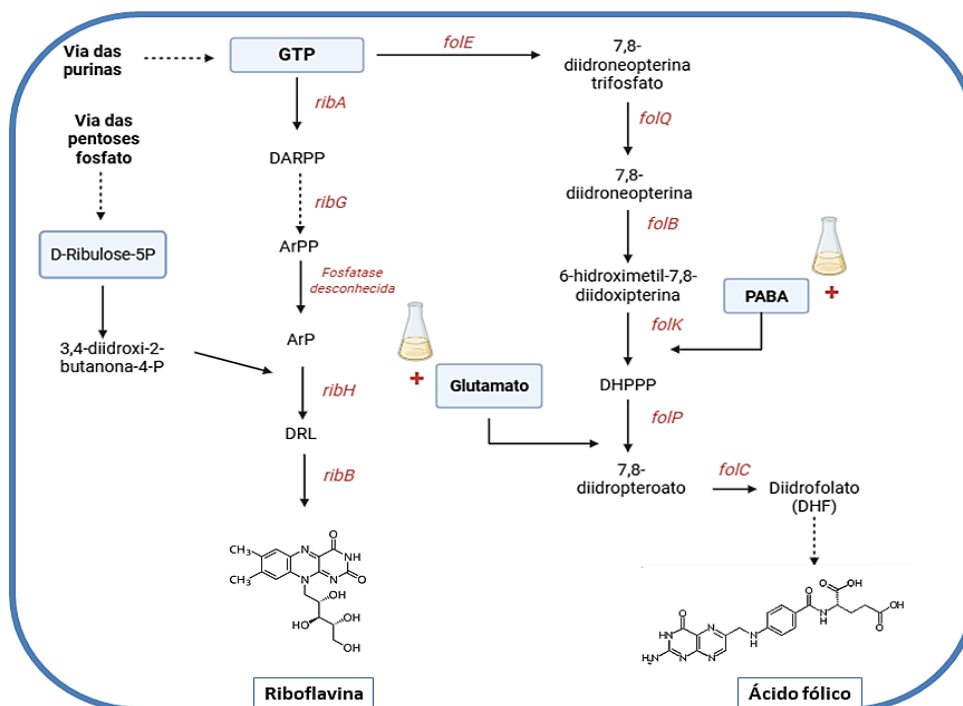 Via das
purinas
GTP
folE
7,8-
diidroneopterina
trifosfato
ribA
folQ
Via das
pentoses
fosfato
DARPP
7,8-
diidroneopterina
ribG
folB
D-Ribulose-5P
ArPP
6-hidroximetil-7,8-
diidoxipterina
PABA
+
Fosfatase
desconhecida
folK
ArP
3,4-diidroxi-2-
butanona-4-P
+
Glutamato
DHPPP
ribH
folP
DRL
7,8-
diidropteroato
folC
Diidrofolato
(DHF)
ribB
CH3
CH3
N
N
N
O
NH
O
OH
HO
OH
OH
O
HN
H2N
N
N
N
N
H
O
N
H
O
OH
O
OH
Riboflavina
Ácido fólico